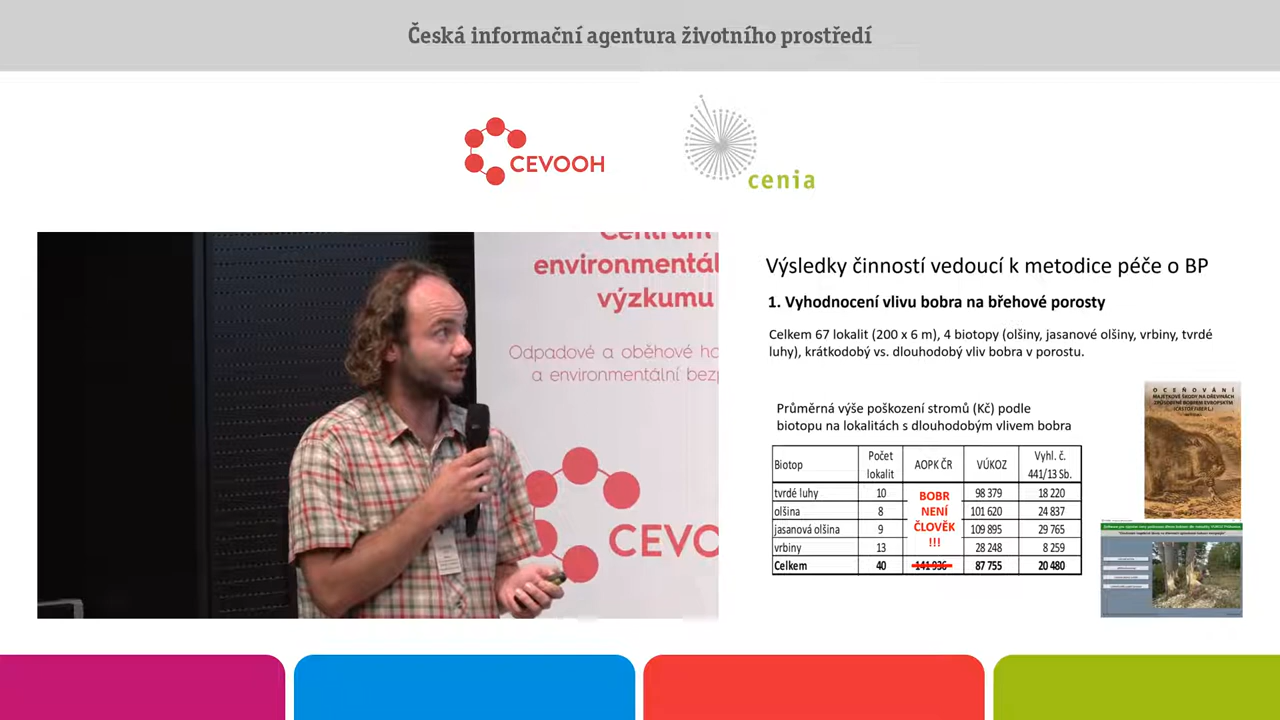 Česká informační agentura životního prostředí
CEVOOH
cenia
Centrum
environmentál
výzkumu
Odpadové a oběhové ho
a environmentální bezp
CEVO
Výsledky činností vedoucí k metodice péče o BP
1. Vyhodnocení vlivu bobra na břehové porosty
Celkem 67 lokalit (200 x 6 m), 4 biotopy (olšiny, jasanové olšiny, vrbiny, tvrdé
luhy), krátkodobý vs. dlouhodobý vliv bobra v porostu.
Průměrná výše poškození stromů (Kč) podle
biotopu na lokalitách s dlouhodobým vlivem bobra
Biotop Počet lokalit AOPK ČR VÚKOZ Vyhl. č. 441/13 Sb.
tvrdé luhy 10 98 379 18 220
olšina 8 101 620 24 837
jasanová olšina 9 109 895 29 765
vrbiny 13 28 248 8 259
Celkem 40 141 936 87 755 20 480
BOBR
NENÍ
ČLOVĚK
!!!
OCEŇOVÁNÍ
MAJETKOVÉ ŠKODY NA DŘEVINÁCH
ZPŮSOBENÉ BOBREM EVROPSKÝM
(CASTOR FIBER L.)